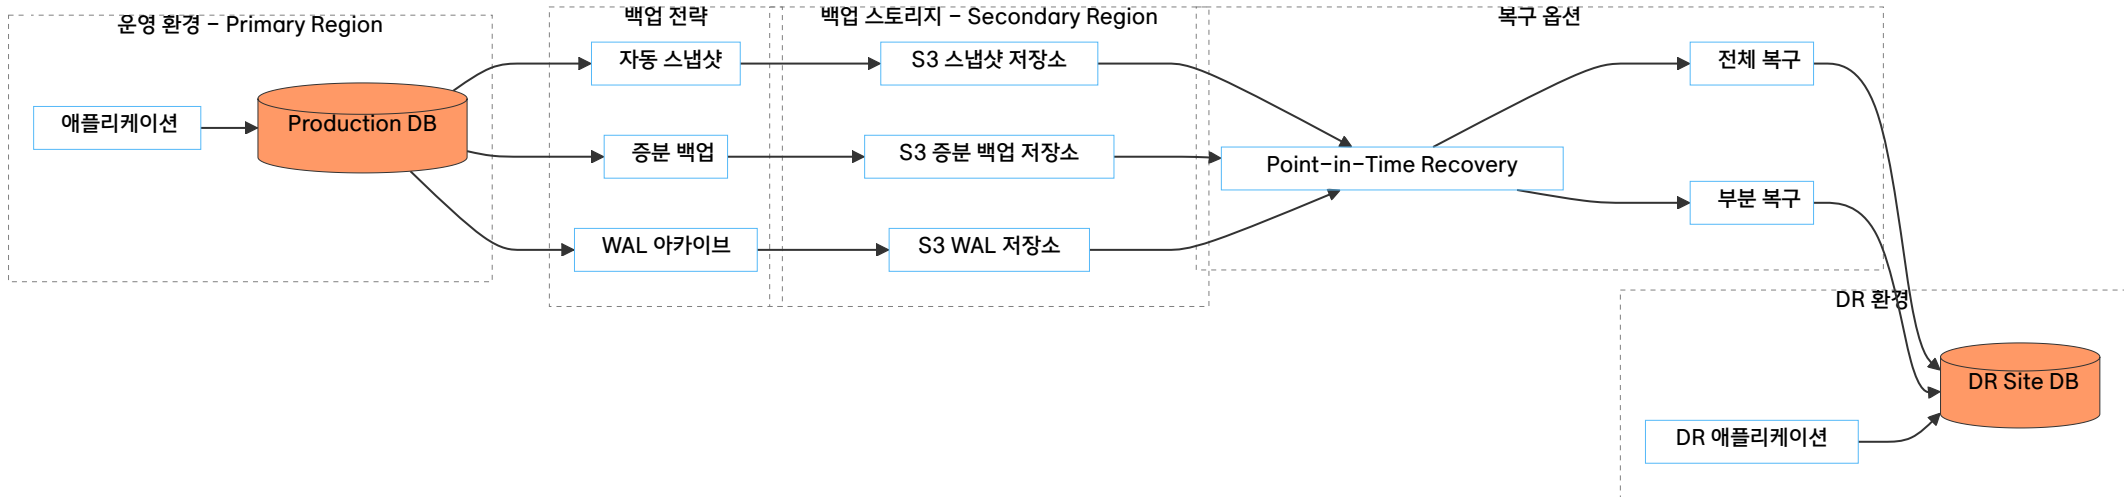 운영 환경 - Primary Region
애플리케이션
Production DB
백업 전략
자동 스냅샷
증분 백업
WAL 아카이브
백업 스토리지 - Secondary Region
S3 스냅샷 저장소
S3 증분 백업 저장소
S3 WAL 저장소
복구 옵션
Point-in-Time Recovery
전체 복구
부분 복구
DR 환경
DR Site DB
DR 애플리케이션